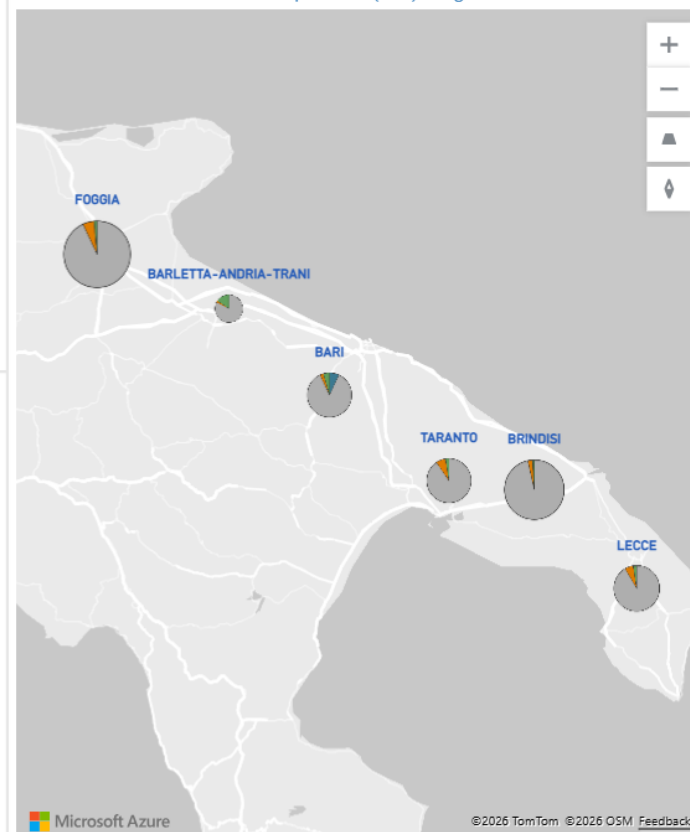 FOGGIA
BARLETTA-ANDRIA-TRANI
BARI
TARANTO
BRINDISI
LECCE
Microsoft Azure
©2026 TomTom ©2026 OSM Feedback